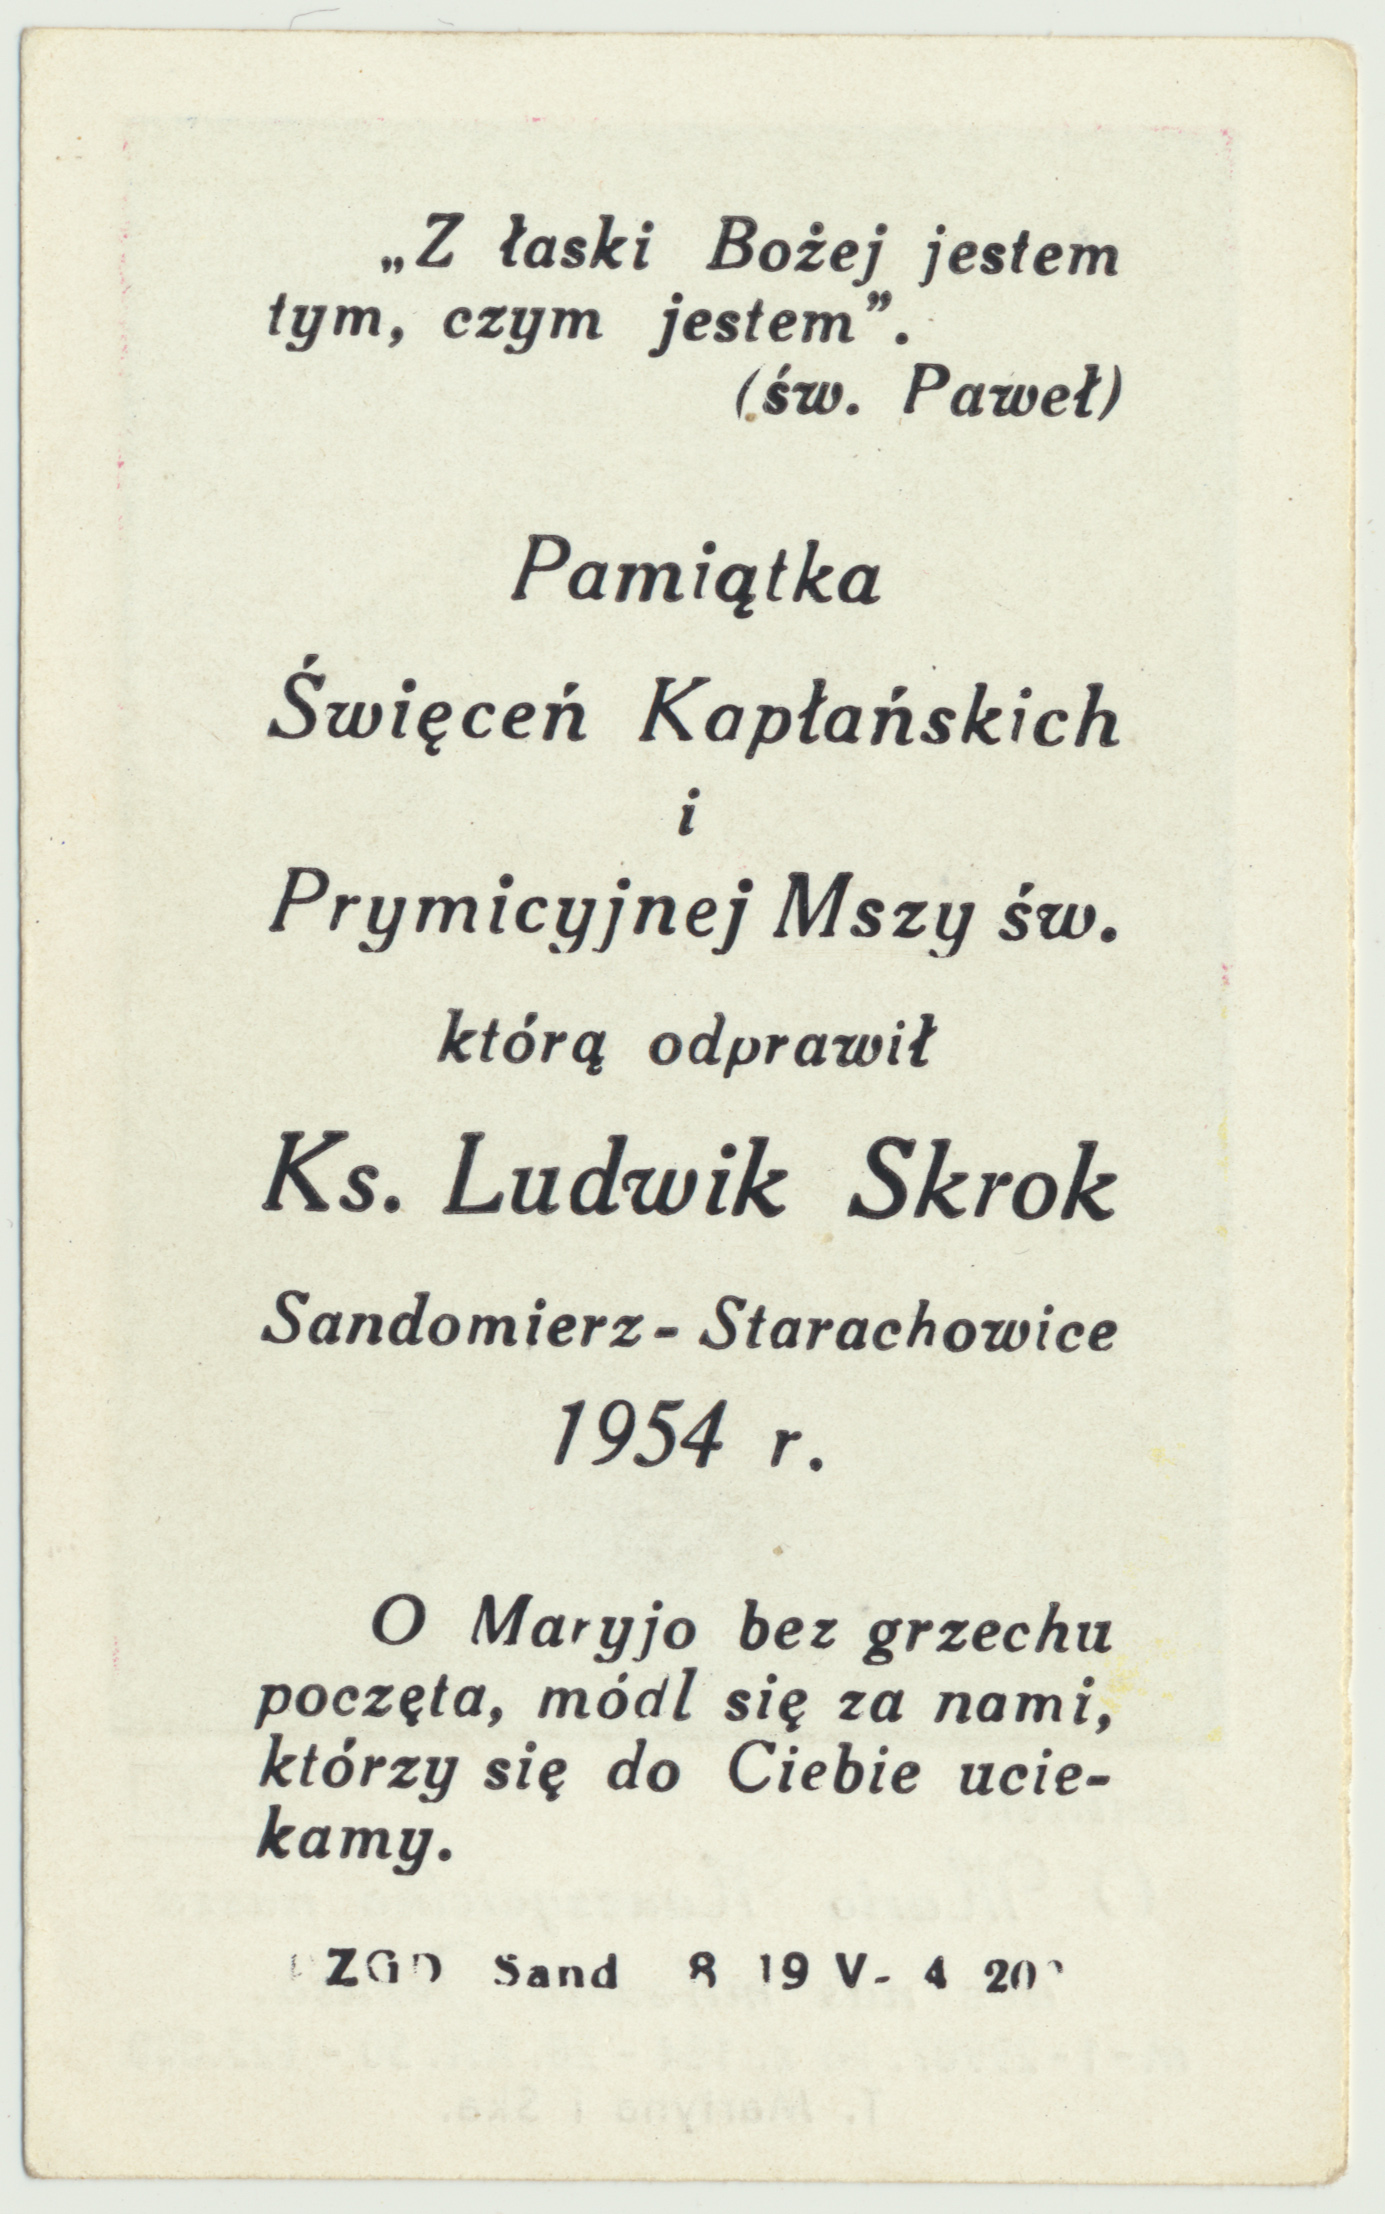 „Z łaski Bożej jestem
tym, czym jestem”.
(św. Paweł)
Pamiątka
Święceń Kapłańskich
i
Prymicyjnej Mszy św.
którą odprawił
Ks. Ludwik Skrok
Sandomierz - Starachowice
1954 r.
O Maryjo bez grzechu
poczęta, módl się za nami,
którzy się do Ciebie ucie-
kamy.
Sand 8 19 V- 4